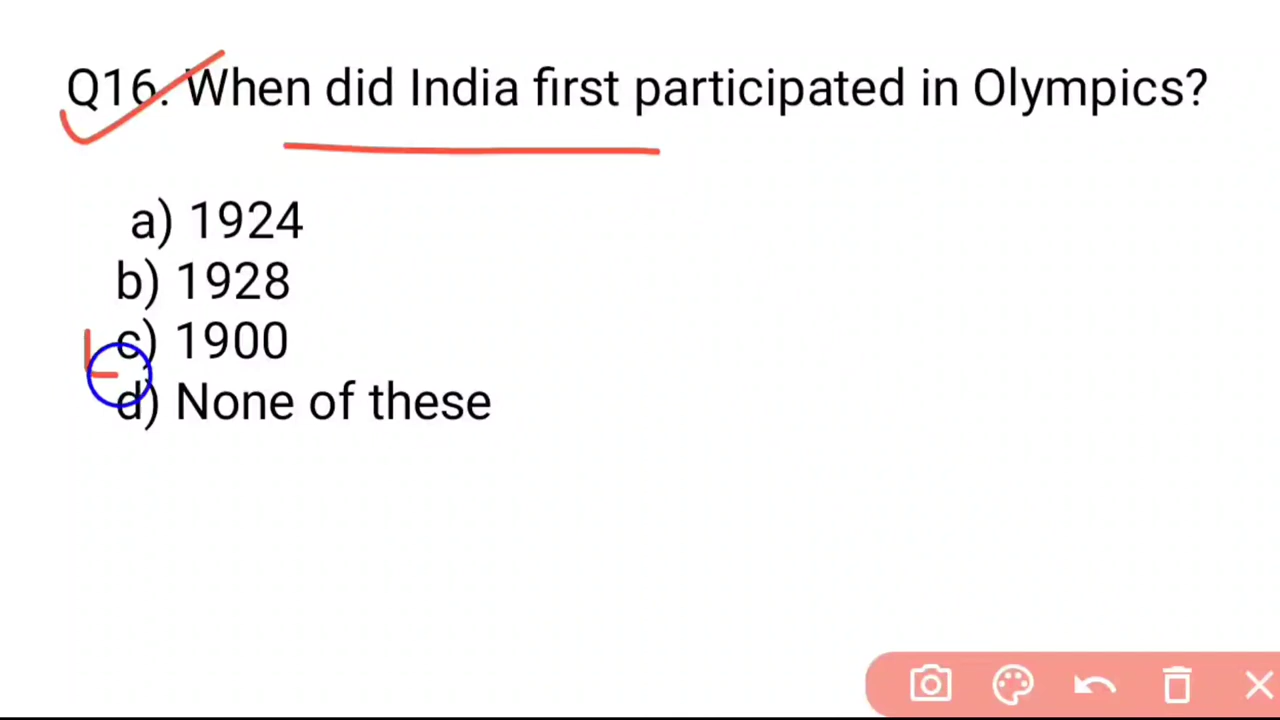 Q16. When did India first participated in Olympics?
a) 1924
b) 1928
c) 1900
d) None of these